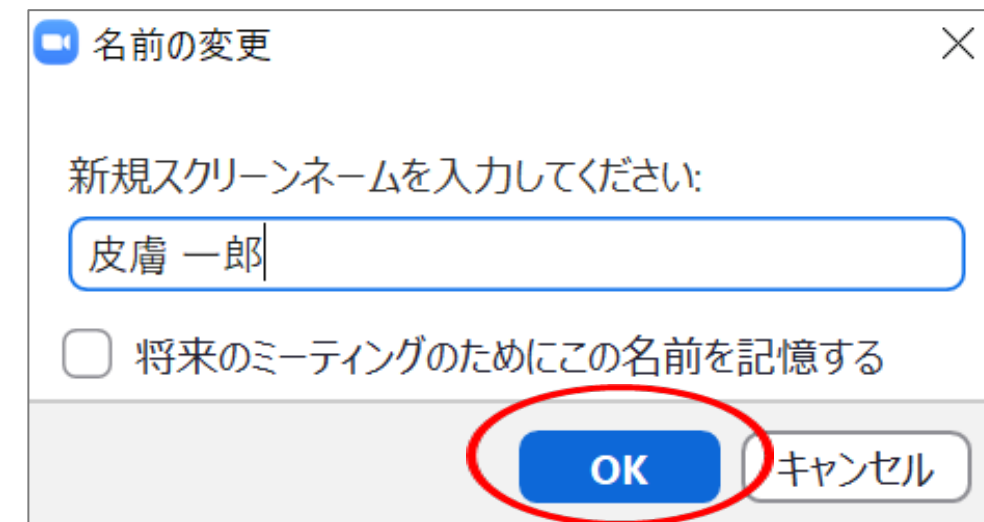 名前の変更
新規スクリーンネームを入力してください:
皮膚 一郎
将来のミーティングのためにこの名前を記憶する
OK キャンセル